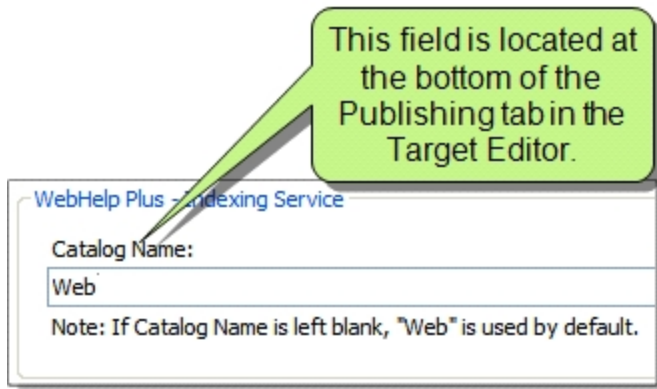 This field is located at
the bottom of the
Publishing tab in the
Target Editor.
WebHelp Plus - Indexing Service
Catalog Name:
Web
Note: If Catalog Name is left blank, "Web" is used by default.